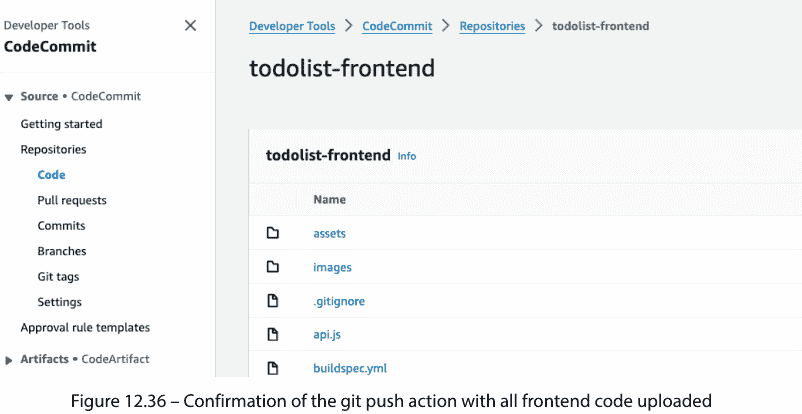 Developer Tools
CodeCommit
Source • CodeCommit
Getting started
Repositories
Code
Pull requests
Commits
Branches
Git tags
Settings
Approval rule templates
Artifacts • CodeArtifact
Developer Tools > CodeCommit > Repositories > todolist-frontend
todolist-frontend
todolist-frontend Info
Name
assets
images
.gitignore
api.js
buildspec.yml
Figure 12.36 – Confirmation of the git push action with all frontend code uploaded